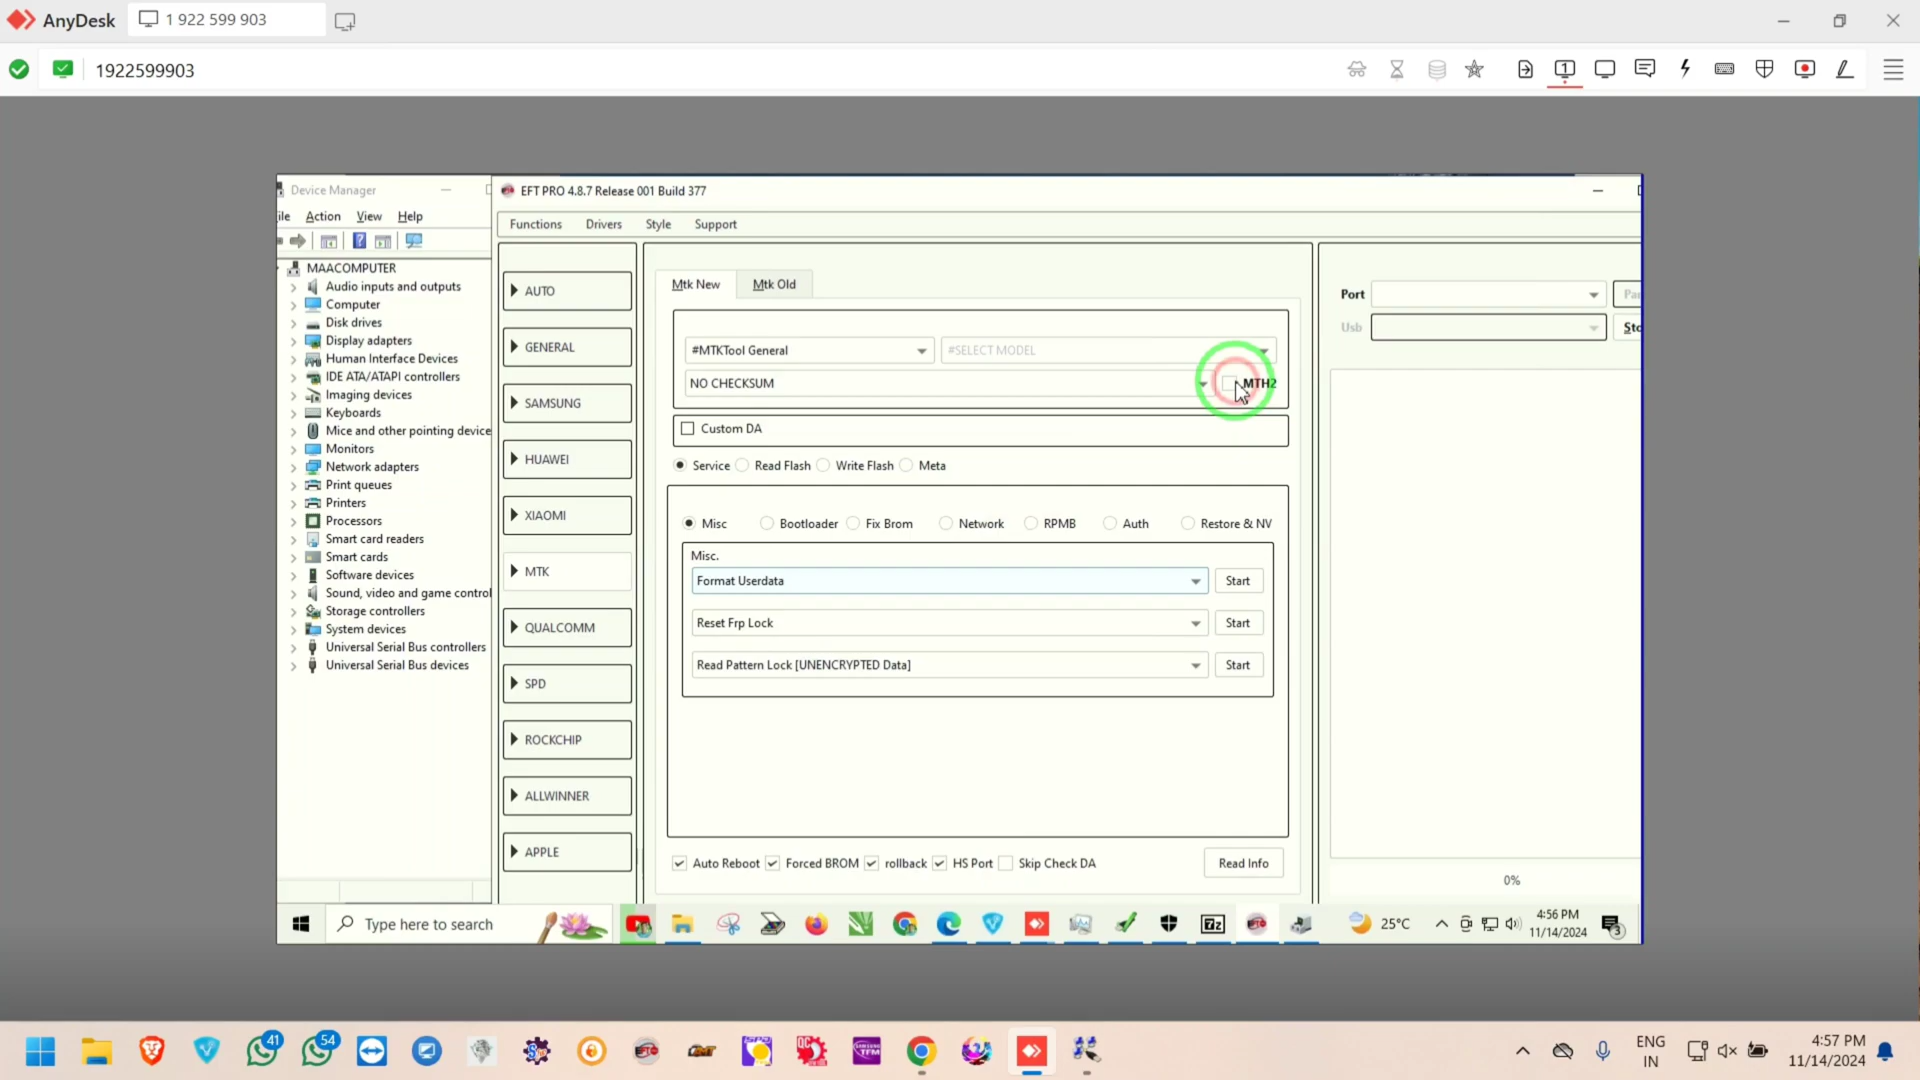 AnyDesk
1 922 599 903
1922599903
Device Manager
EFT PRO 4.8.7 Release 001 Build 377
ile Action View Help
Functions Drivers Style Support
MAACOMPUTER
Audio inputs and outputs
Computer
Disk drives
Display adapters
Human Interface Devices
IDE ATA/ATAPI controllers
Imaging devices
Keyboards
Mice and other pointing device
Monitors
Network adapters
Print queues
Printers
Processors
Smart card readers
Smart cards
Software devices
Sound, video and game control
Storage controllers
System devices
Universal Serial Bus controllers
Universal Serial Bus devices
AUTO
GENERAL
SAMSUNG
HUAWEI
XIAOMI
MTK
QUALCOMM
SPD
ROCKCHIP
ALLWINNER
APPLE
Mtk New Mtk Old
#MTKTool General #SELECT MODEL
NO CHECKSUM MTH2
Custom DA
Service Read Flash Write Flash Meta
Misc Bootloader Fix Brom Network RPMB Auth Restore & NV
Misc.
Format Userdata Start
Reset Frp Lock Start
Read Pattern Lock [UNENCRYPTED Data] Start
Auto Reboot Forced BROM rollback HS Port Skip Check DA Read Info
Port
Usb
0%
Type here to search
25°C
4:56 PM
11/14/2024
3
41
54
ENG
IN
4:57 PM
11/14/2024